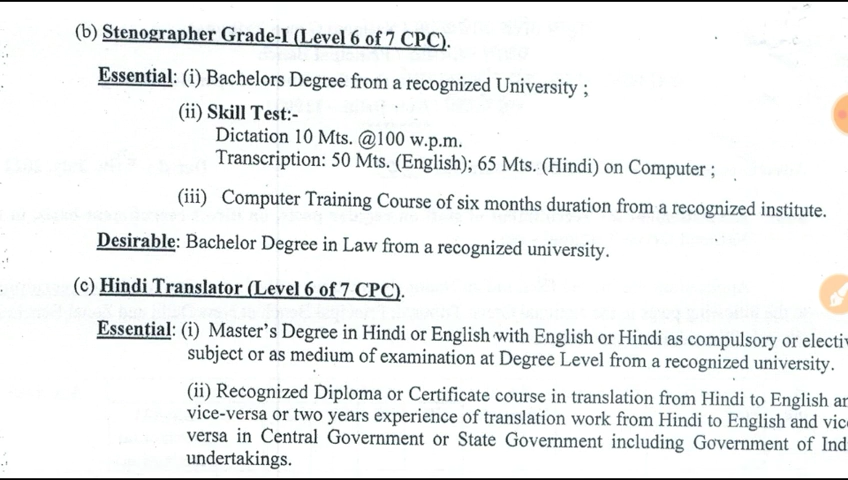 (b) Stenographer Grade-I (Level 6 of 7 CPC).
Essential: (i) Bachelors Degree from a recognized University ;
(ii) Skill Test:-
Dictation 10 Mts. @100 w.p.m.
Transcription: 50 Mts. (English); 65 Mts. (Hindi) on Computer ;
(iii) Computer Training Course of six months duration from a recognized institute.
Desirable: Bachelor Degree in Law from a recognized university.
(c) Hindi Translator (Level 6 of 7 CPC).
Essential: (i) Master's Degree in Hindi or English with English or Hindi as compulsory or electiv
subject or as medium of examination at Degree Level from a recognized university.
(ii) Recognized Diploma or Certificate course in translation from Hindi to English an
vice-versa or two years experience of translation work from Hindi to English and vic
versa in Central Government or State Government including Government of Ind
undertakings.